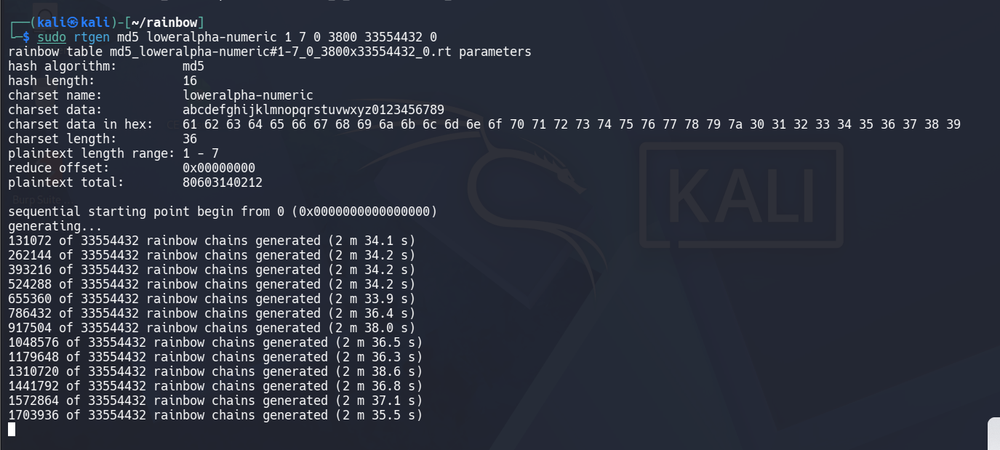 ┌──(kali㉿kali)-[~/rainbow]
└─$ sudo rtgen md5 loweralpha-numeric 1 7 0 3800 33554432 0
rainbow table md5_loweralpha-numeric#1-7_0_3800x33554432_0.rt parameters
hash algorithm:         md5
hash length:            16
charset name:           loweralpha-numeric
charset data:           abcdefghijklmnopqrstuvwxyz0123456789
charset data in hex:    61 62 63 64 65 66 67 68 69 6a 6b 6c 6d 6e 6f 70 71 72 73 74 75 76 77 78 79 7a 30 31 32 33 34 35 36 37 38 39
charset length:         36
plaintext length range: 1 - 7
reduce offset:          0x00000000
plaintext total:        80603140212
Burp Suite ...
KALI
sequential starting point begin from 0 (0x0000000000000000)
generating...
131072 of 33554432 rainbow chains generated (2 m 34.1 s)
262144 of 33554432 rainbow chains generated (2 m 34.2 s)
393216 of 33554432 rainbow chains generated (2 m 34.2 s)
524288 of 33554432 rainbow chains generated (2 m 34.2 s)
655360 of 33554432 rainbow chains generated (2 m 33.9 s)
786432 of 33554432 rainbow chains generated (2 m 36.4 s)
917504 of 33554432 rainbow chains generated (2 m 38.0 s)
1048576 of 33554432 rainbow chains generated (2 m 36.5 s)
1179648 of 33554432 rainbow chains generated (2 m 36.3 s)
1310720 of 33554432 rainbow chains generated (2 m 38.6 s)
1441792 of 33554432 rainbow chains generated (2 m 36.8 s)
1572864 of 33554432 rainbow chains generated (2 m 37.1 s)
1703936 of 33554432 rainbow chains generated (2 m 35.5 s)